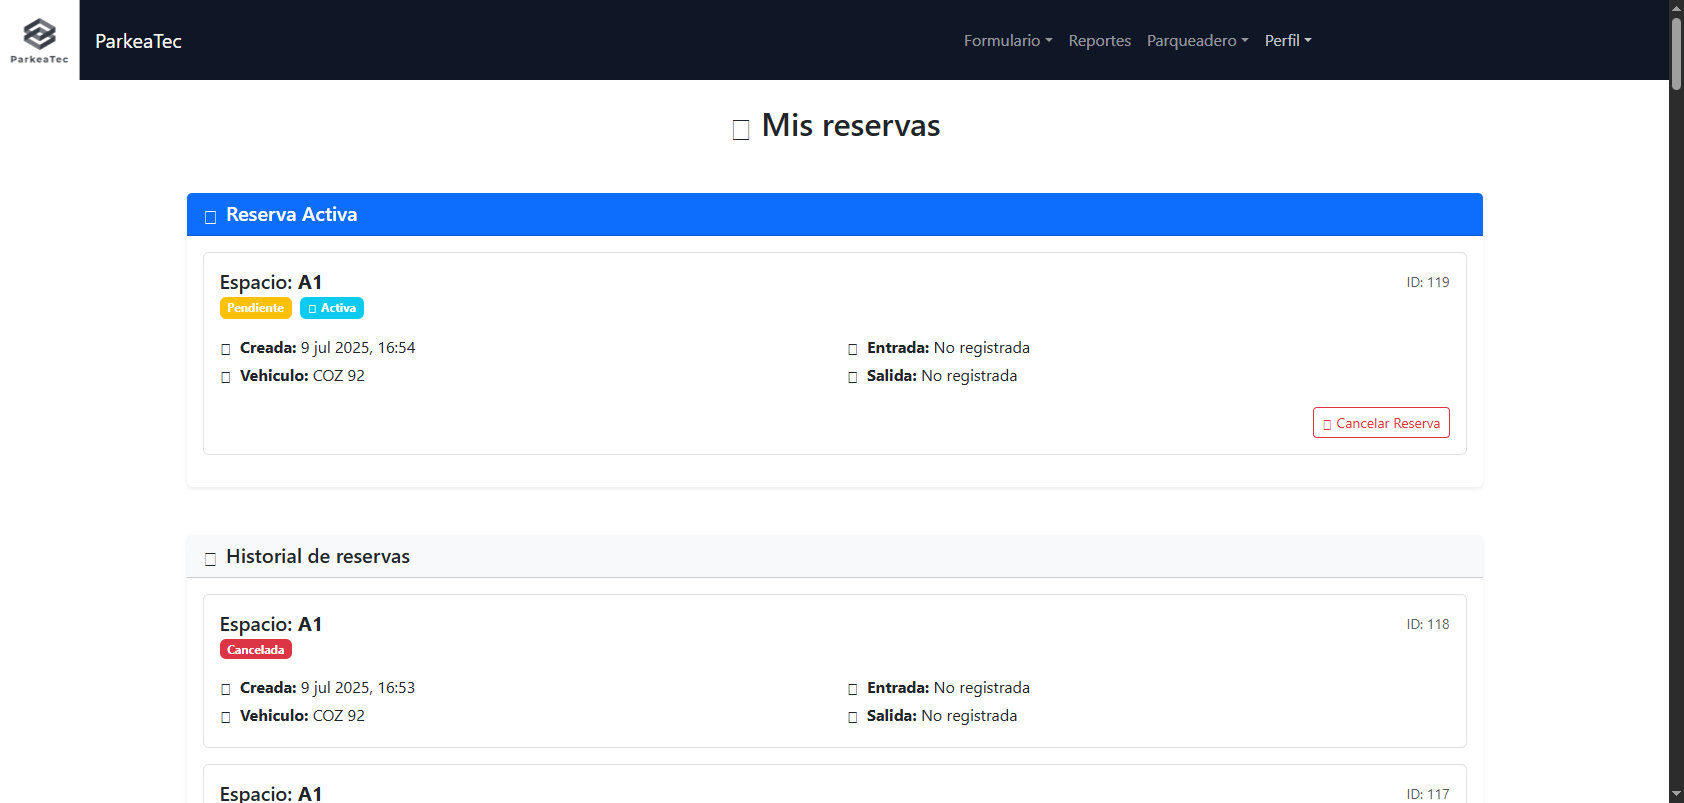 ParkeaTec
ParkeaTec
Formulario
Reportes
Parqueadero
Perfil
Mis reservas
Reserva Activa
Espacio: A1
ID: 119
Pendiente
Activa
Creada: 9 jul 2025, 16:54
Entrada: No registrada
Vehiculo: COZ 92
Salida: No registrada
Cancelar Reserva
Historial de reservas
Espacio: A1
ID: 118
Cancelada
Creada: 9 jul 2025, 16:53
Entrada: No registrada
Vehiculo: COZ 92
Salida: No registrada
Espacio: A1
ID: 117